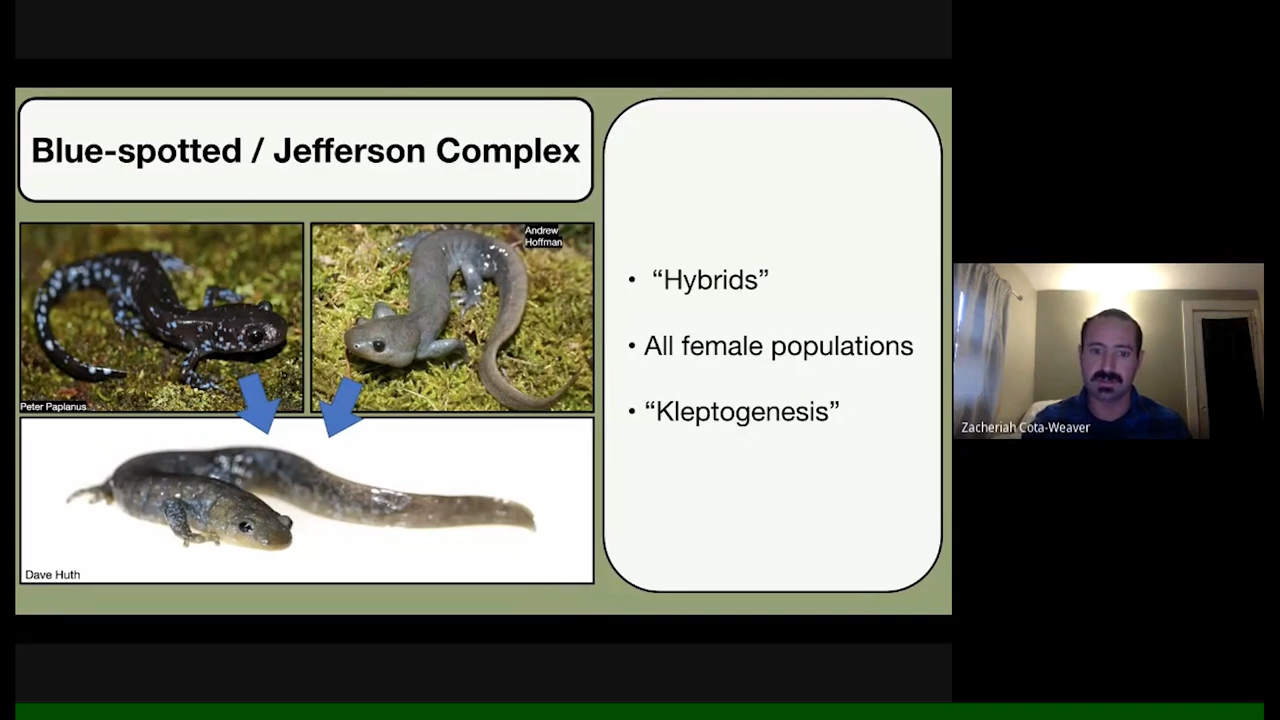 Blue-spotted / Jefferson Complex
Andrew
Hoffman
Peter Paplanus
Dave Huth
• “Hybrids”
• All female populations
• “Kleptogenesis”
Zacheriah Cota-Weaver